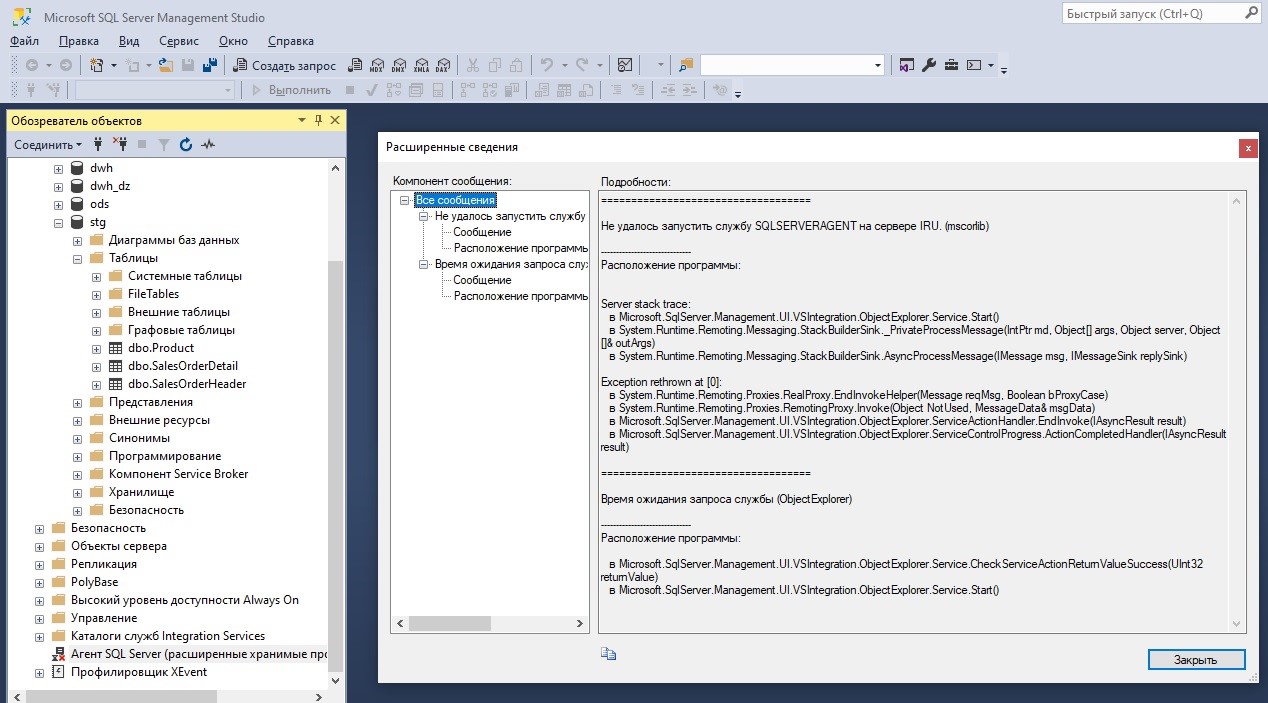 Microsoft SQL Server Management Studio
Быстрый запуск (Ctrl+Q)
Файл Правка Вид Сервис Окно Справка
Создать запрос MDX DMX XMLA DAX
Выполнить
Обозреватель объектов
Соединить
dwh
dwh_dz
ods
stg
Диаграммы баз данных
Таблицы
Системные таблицы
FileTables
Внешние таблицы
Графовые таблицы
dbo.Product
dbo.SalesOrderDetail
dbo.SalesOrderHeader
Представления
Внешние ресурсы
Синонимы
Программирование
Компонент Service Broker
Хранилище
Безопасность
Безопасность
Объекты сервера
Репликация
PolyBase
Высокий уровень доступности Always On
Управление
Каталоги служб Integration Services
Агент SQL Server (расширенные хранимые про
Профилировщик XEvent
Расширенные сведения
Компонент сообщения:
Все сообщения
Не удалось запустить службу
Сообщение
Расположение программы
Время ожидания запроса слу
Сообщение
Расположение программы
Подробности:
===================================
Не удалось запустить службу SQLSERVERAGENT на сервере IRU. (mscorlib)
------------------------------
Расположение программы:
Server stack trace:
в Microsoft.SqlServer.Management.UI.VSIntegration.ObjectExplorer.Service.Start()
в System.Runtime.Remoting.Messaging.StackBuilderSink._PrivateProcessMessage(IntPtr md, Object[] args, Object server, Object
[]& outArgs)
в System.Runtime.Remoting.Messaging.StackBuilderSink.AsyncProcessMessage(IMessage msg, IMessageSink replySink)
Exception rethrown at [0]:
в System.Runtime.Remoting.Proxies.RealProxy.EndInvokeHelper(Message reqMsg, Boolean bProxyCase)
в System.Runtime.Remoting.Proxies.RemotingProxy.Invoke(Object NotUsed, MessageData& msgData)
в Microsoft.SqlServer.Management.UI.VSIntegration.ObjectExplorer.ServiceActionHandler.EndInvoke(IAsyncResult result)
в Microsoft.SqlServer.Management.UI.VSIntegration.ObjectExplorer.ServiceControlProgress.ActionCompletedHandler(IAsyncResult
result)
===================================
Время ожидания запроса службы (ObjectExplorer)
------------------------------
Расположение программы:
в Microsoft.SqlServer.Management.UI.VSIntegration.ObjectExplorer.Service.CheckServiceActionReturnValueSuccess(UInt32
returnValue)
в Microsoft.SqlServer.Management.UI.VSIntegration.ObjectExplorer.Service.Start()
Закрыть